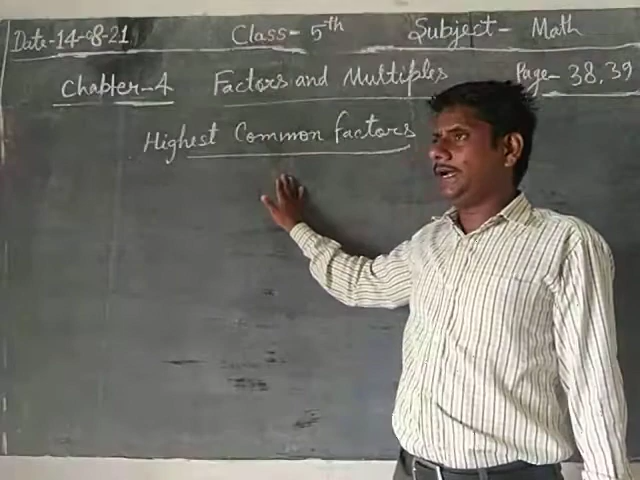 Date-14-08-21 Class- 5th Subject- Math
Chapter-4 Factors and Multiples Page- 38,39
Highest Common factors